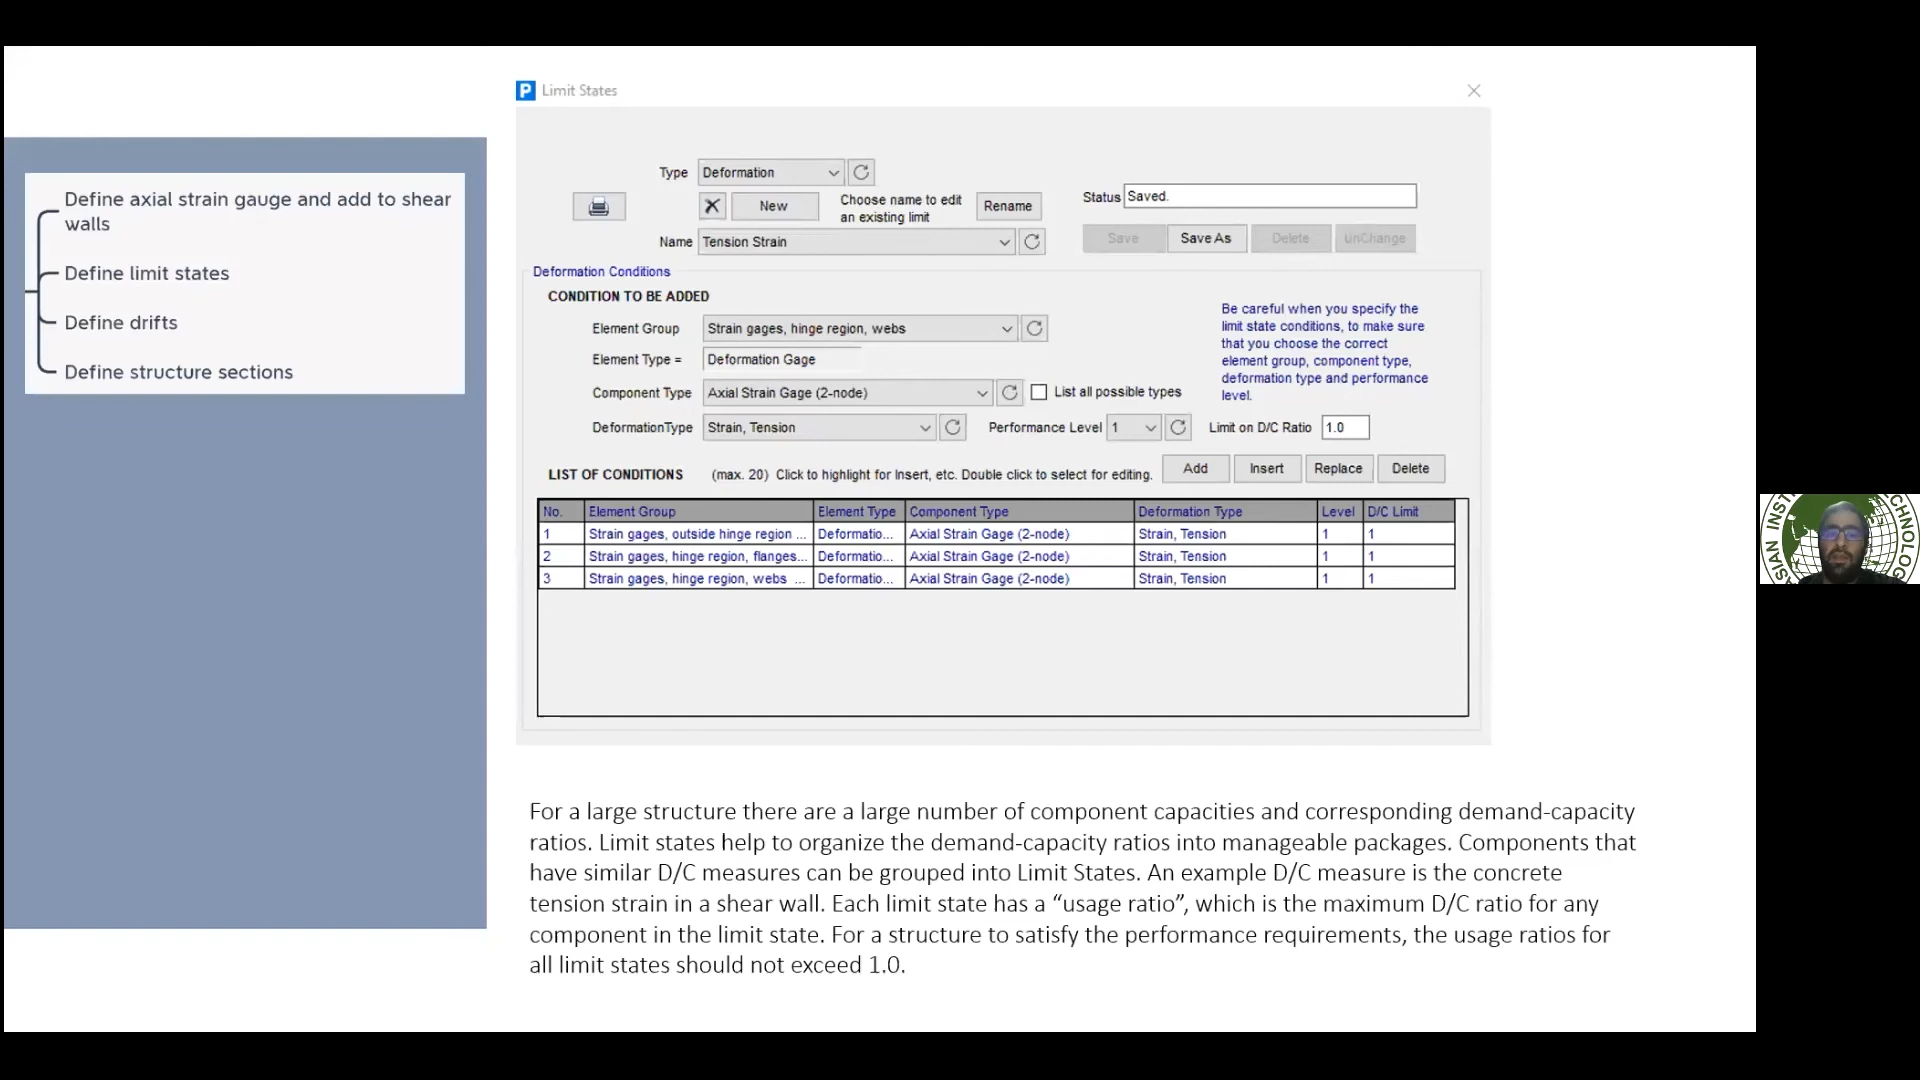 Define axial strain gauge and add to shear
walls
Define limit states
Define drifts
Define structure sections
P Limit States
Type Deformation
New
Choose name to edit
an existing limit
Rename
Status Saved.
Name Tension Strain
Save
Save As
Delete
UnChange
Deformation Conditions
CONDITION TO BE ADDED
Element Group Strain gages, hinge region, webs
Element Type = Deformation Gage
Component Type Axial Strain Gage (2-node)
List all possible types
DeformationType Strain, Tension
Performance Level 1
Limit on D/C Ratio 1.0
Be careful when you specify the
limit state conditions, to make sure
that you choose the correct
element group, component type,
deformation type and performance
level.
LIST OF CONDITIONS (max. 20) Click to highlight for Insert, etc. Double click to select for editing.
Add
Insert
Replace
Delete
No. Element Group Element Type Component Type Deformation Type Level D/C Limit
1 Strain gages, outside hinge region ... Deformatio... Axial Strain Gage (2-node) Strain, Tension 1 1
2 Strain gages, hinge region, flanges... Deformatio... Axial Strain Gage (2-node) Strain, Tension 1 1
3 Strain gages, hinge region, webs ... Deformatio... Axial Strain Gage (2-node) Strain, Tension 1 1
For a large structure there are a large number of component capacities and corresponding demand-capacity
ratios. Limit states help to organize the demand-capacity ratios into manageable packages. Components that
have similar D/C measures can be grouped into Limit States. An example D/C measure is the concrete
tension strain in a shear wall. Each limit state has a “usage ratio”, which is the maximum D/C ratio for any
component in the limit state. For a structure to satisfy the performance requirements, the usage ratios for
all limit states should not exceed 1.0.
ASIAN